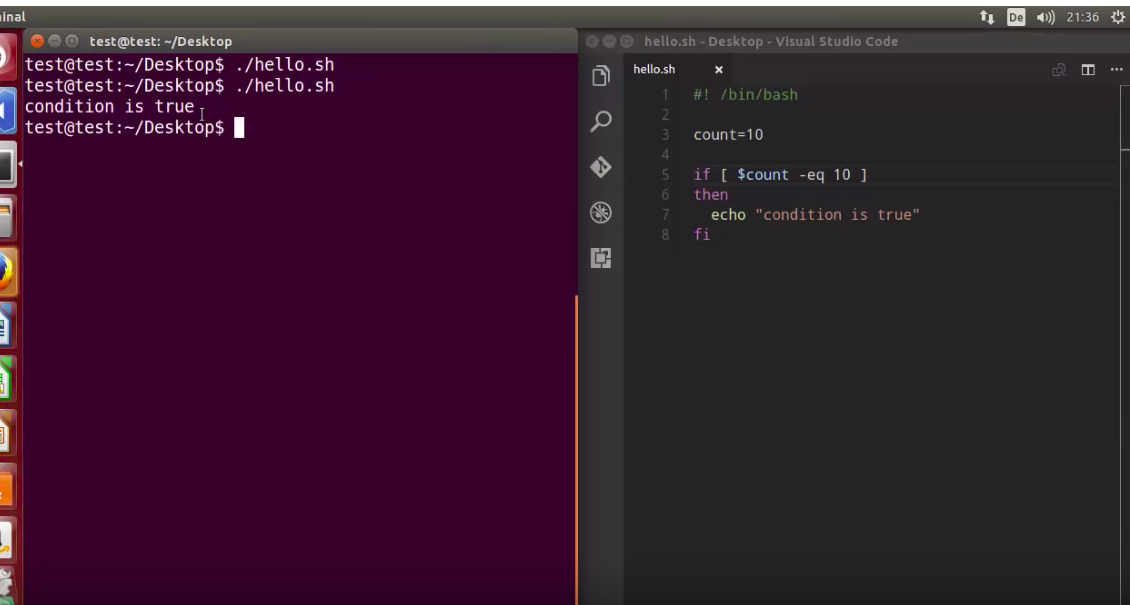 inal
De
21:36
test@test: ~/Desktop
test@test:~/Desktop$ ./hello.sh
test@test:~/Desktop$ ./hello.sh
condition is true
test@test:~/Desktop$
hello.sh - Desktop - Visual Studio Code
hello.sh
1 #! /bin/bash
2
3 count=10
4
5 if [ $count -eq 10 ]
6 then
7   echo "condition is true"
8 fi